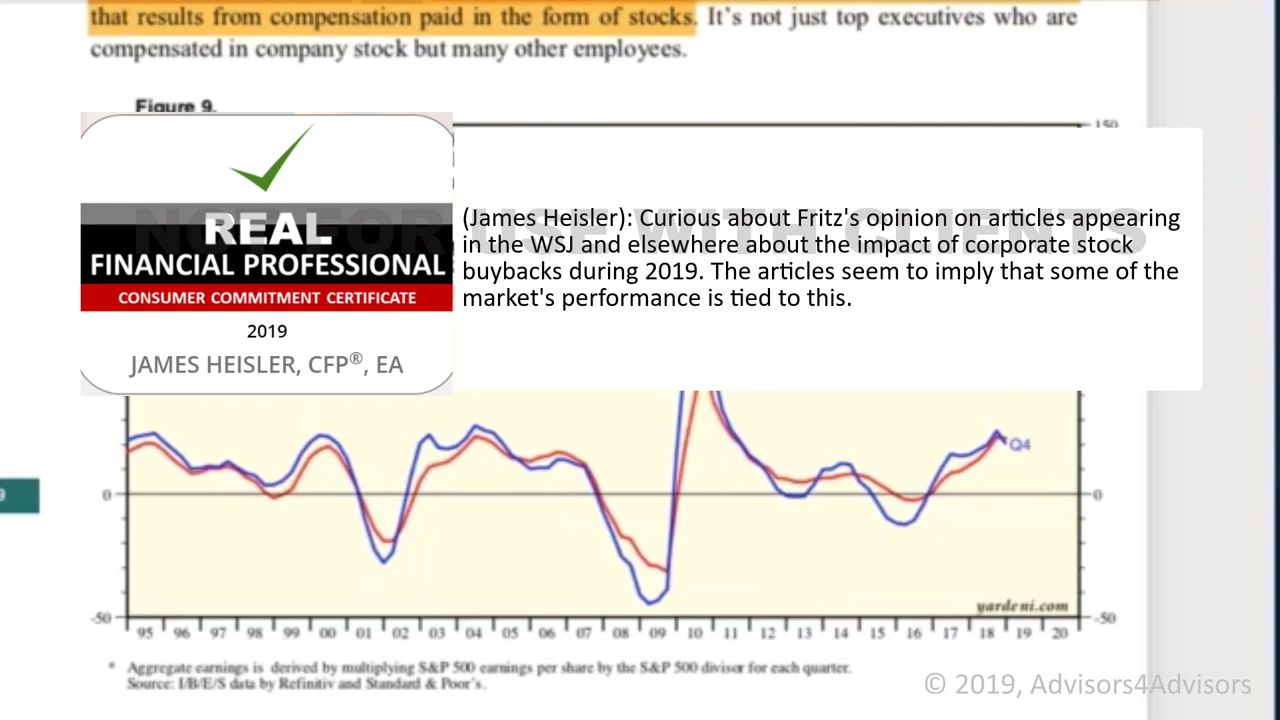 that results from compensation paid in the form of stocks. It's not just top executives who are
compensated in company stock but many other employees.
Figure 9.
150
NOT FOR USE WITH CLIENTS
REAL
FINANCIAL PROFESSIONAL
CONSUMER COMMITMENT CERTIFICATE
2019
JAMES HEISLER, CFP®, EA
(James Heisler): Curious about Fritz's opinion on articles appearing
in the WSJ and elsewhere about the impact of corporate stock
buybacks during 2019. The articles seem to imply that some of the
market's performance is tied to this.
Q4
9
0 0
yardeni.com
-50 -50
95 96 97 98 99 00 01 02 03 04 05 06 07 08 09 10 11 12 13 14 15 16 17 18 19 20
* Aggregate earnings is derived by multiplying S&P 500 earnings per share by the S&P 500 divisor for each quarter.
Source: I/B/E/S data by Refinitiv and Standard & Poor's.
© 2019, Advisors4Advisors